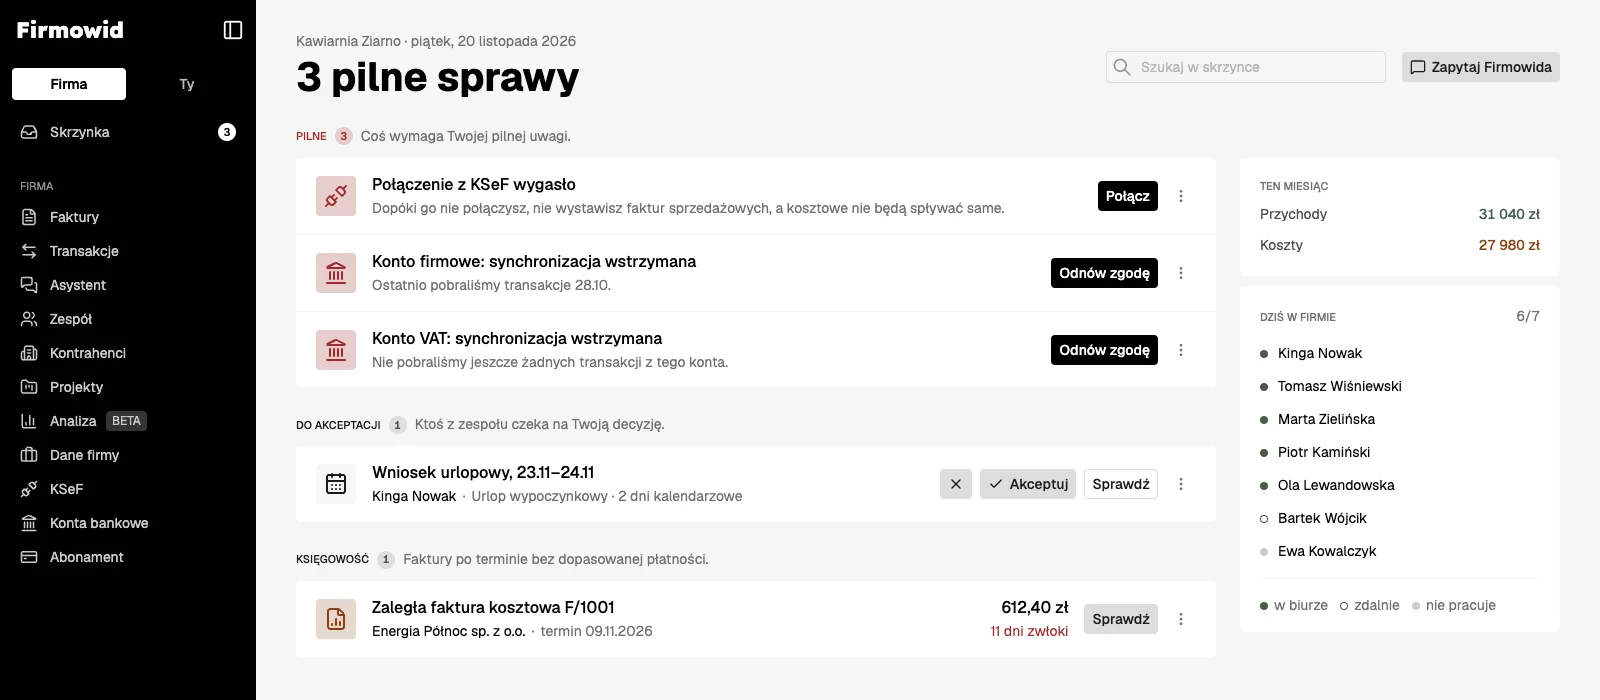 Firmowid
Firma
Ty
Skrzynka 3
FIRMA
Faktury
Transakcje
Asystent
Zespół
Kontrahenci
Projekty
Analiza BETA
Dane firmy
KSeF
Konta bankowe
Abonament
Kawiarnia Ziarno · piątek, 20 listopada 2026
3 pilne sprawy
Szukaj w skrzynce
Zapytaj Firmowida
PILNE 3 Coś wymaga Twojej pilnej uwagi.
Połączenie z KSeF wygasło
Dopóki go nie połączysz, nie wystawisz faktur sprzedażowych, a kosztowe nie będą spływać same.
Połącz
Konto firmowe: synchronizacja wstrzymana
Ostatnio pobraliśmy transakcje 28.10.
Odnów zgodę
Konto VAT: synchronizacja wstrzymana
Nie pobraliśmy jeszcze żadnych transakcji z tego konta.
Odnów zgodę
DO AKCEPTACJI 1 Ktoś z zespołu czeka na Twoją decyzję.
Wniosek urlopowy, 23.11–24.11
Kinga Nowak · Urlop wypoczynkowy · 2 dni kalendarzowe
Akceptuj
Sprawdź
KSIĘGOWOŚĆ 1 Faktury po terminie bez dopasowanej płatności.
Zaległa faktura kosztowa F/1001
Energia Północ sp. z o.o. · termin 09.11.2026
612,40 zł
11 dni zwłoki
Sprawdź
TEN MIESIĄC
Przychody 31 040 zł
Koszty 27 980 zł
DZIŚ W FIRMIE 6/7
Kinga Nowak
Tomasz Wiśniewski
Marta Zielińska
Piotr Kamiński
Ola Lewandowska
Bartek Wójcik
Ewa Kowalczyk
w biurze zdalnie nie pracuje